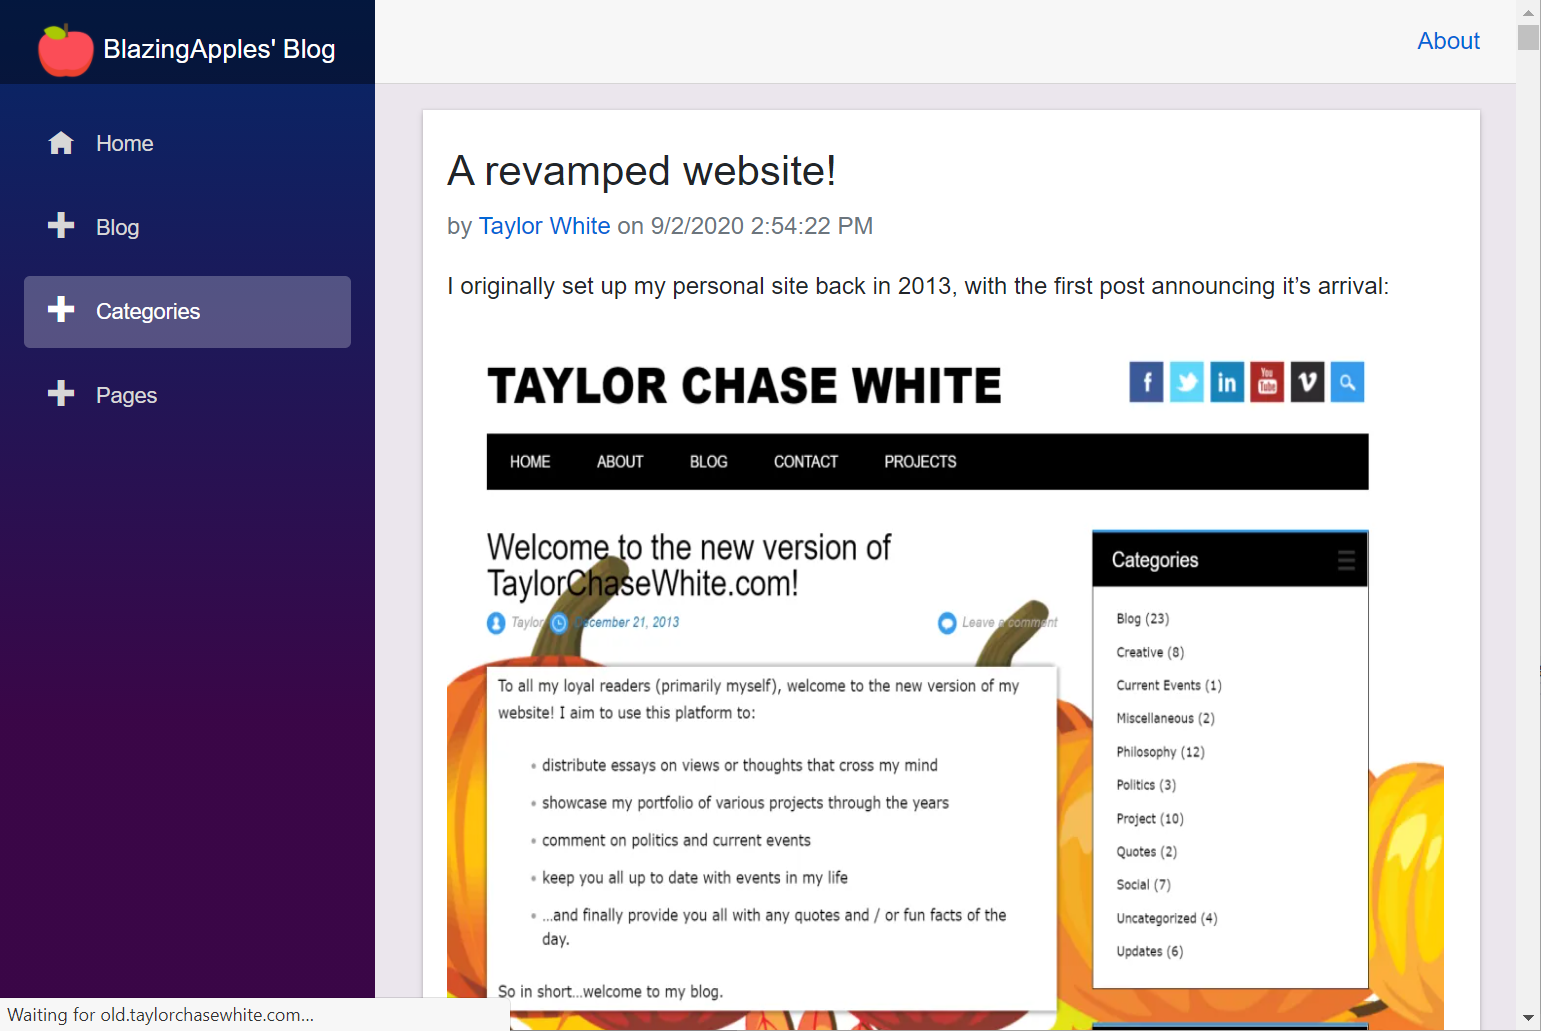 BlazingApples' Blog
Home
Blog
Categories
Pages
About
A revamped website!
by Taylor White on 9/2/2020 2:54:22 PM
I originally set up my personal site back in 2013, with the first post announcing it’s arrival:
TAYLOR CHASE WHITE
f in You Tube V
HOME ABOUT BLOG CONTACT PROJECTS
Welcome to the new version of
TaylorChaseWhite.com!
Taylor December 21, 2013 Leave a comment
To all my loyal readers (primarily myself), welcome to the new version of my
website! I aim to use this platform to:
• distribute essays on views or thoughts that cross my mind
• showcase my portfolio of various projects through the years
• comment on politics and current events
• keep you all up to date with events in my life
• ...and finally provide you all with any quotes and / or fun facts of the
day.
So in short...welcome to my blog.
Categories
Blog (23)
Creative (8)
Current Events (1)
Miscellaneous (2)
Philosophy (12)
Politics (3)
Project (10)
Quotes (2)
Social (7)
Uncategorized (4)
Updates (6)
Waiting for old.taylorchasewhite.com...